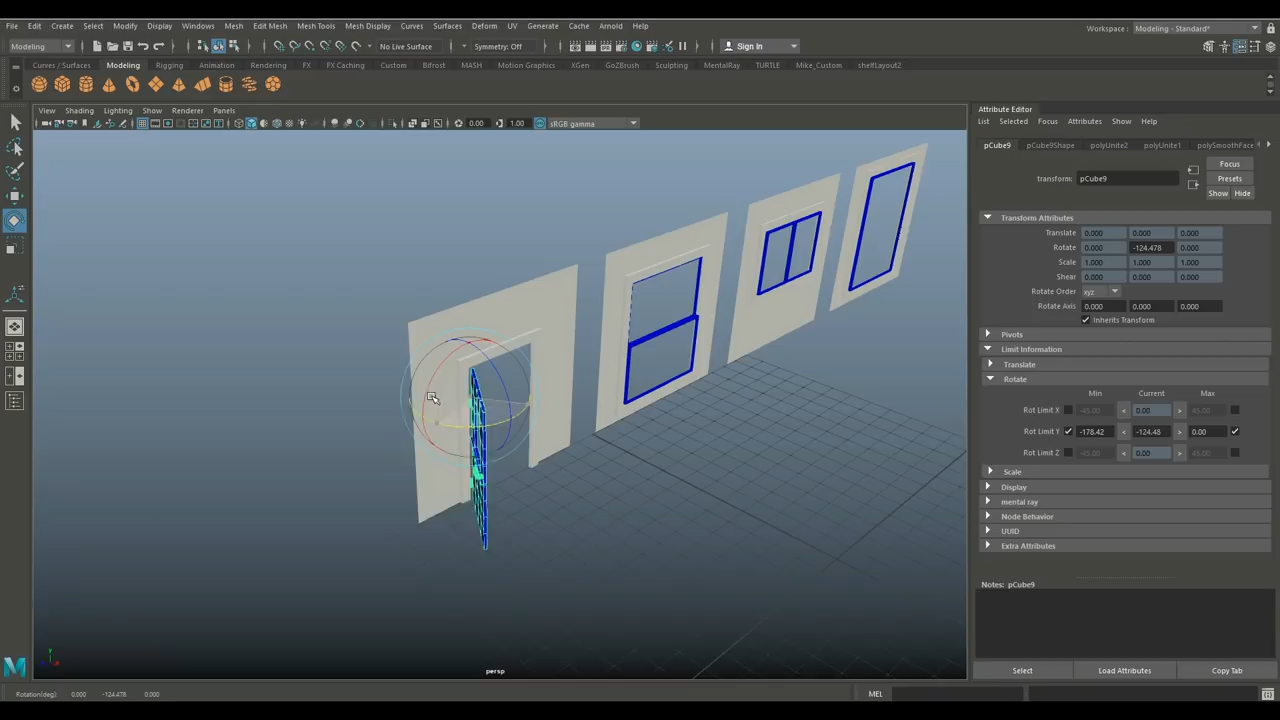 File Edit Create Select Modify Display Windows Mesh Edit Mesh Mesh Tools Mesh Display Curves Surfaces Deform UV Generate Cache Arnold Help
Workspace: Modeling - Standard*
Modeling No Live Surface Symmetry: Off Sign In
Curves / Surfaces Modeling Rigging Animation Rendering FX FX Caching Custom Bifrost MASH Motion Graphics XGen GoZBrush Sculpting MentalRay TURTLE Mike_Custom shelfLayout2
View Shading Lighting Show Renderer Panels
0.00 1.00 sRGB gamma
persp
Attribute Editor
List Selected Focus Attributes Show Help
pCube9 pCube9Shape polyUnite2 polyUnite1 polySmoothFace
Focus
transform: pCube9 Presets
Show Hide
Transform Attributes
Translate 0.000 0.000 0.000
Rotate 0.000 -124.478 0.000
Scale 1.000 1.000 1.000
Shear 0.000 0.000 0.000
Rotate Order xyz
Rotate Axis 0.000 0.000 0.000
Inherits Transform
Pivots
Limit Information
Translate
Rotate
Min Current Max
Rot Limit X -45.00 < 0.00 > 45.00
Rot Limit Y -178.42 < -124.48 > 0.00
Rot Limit Z -45.00 < 0.00 > 45.00
Scale
Display
mental ray
Node Behavior
UUID
Extra Attributes
Notes: pCube9
Select Load Attributes Copy Tab
Rotation(deg): 0.000 -124.478 0.000 MEL